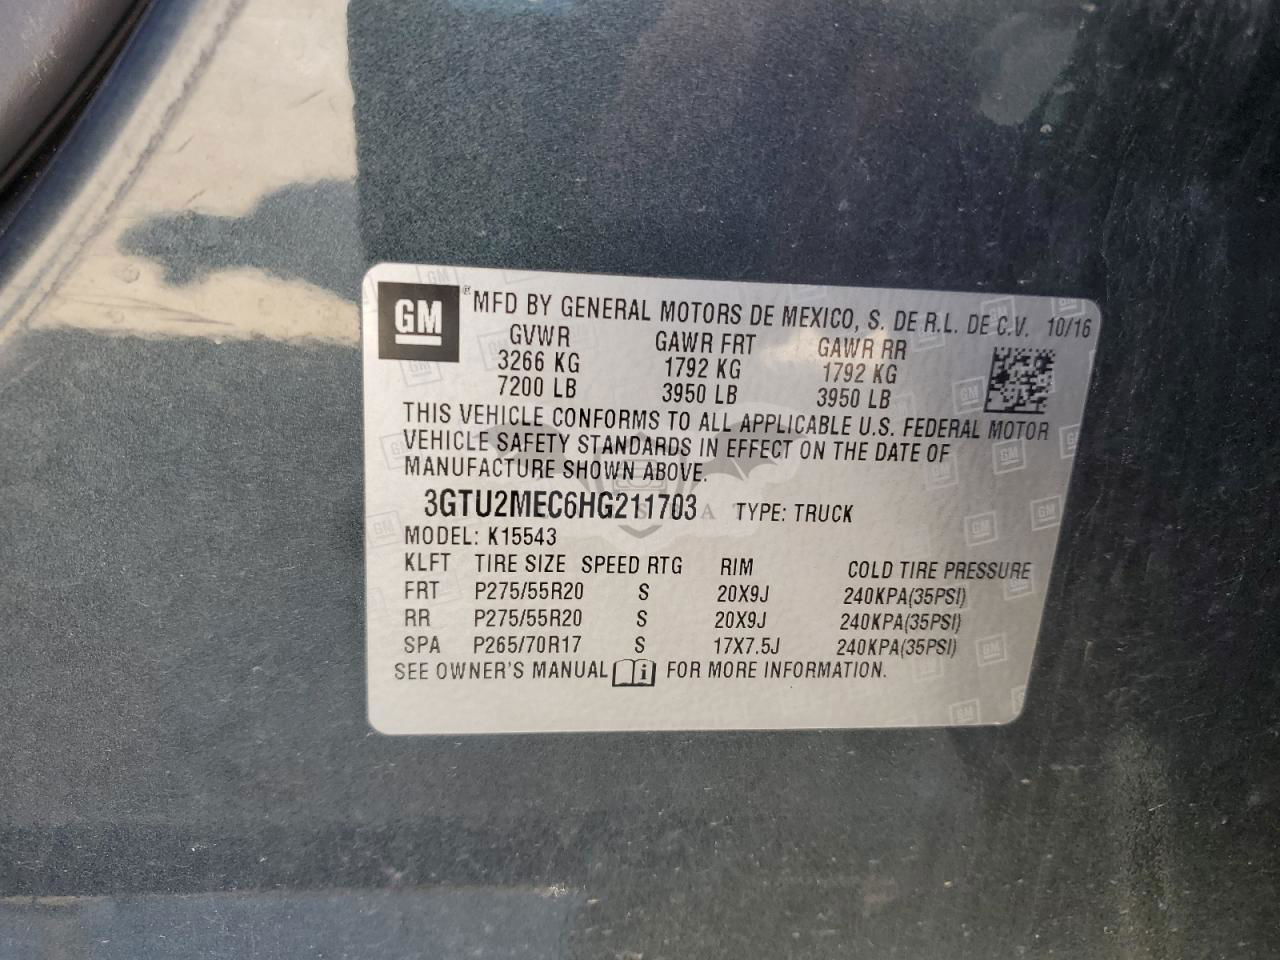 GM ® MFD BY GENERAL MOTORS DE MEXICO, S. DE R.L. DE C.V. 10/16
GVWR GAWR FRT GAWR RR
3266 KG 1792 KG 1792 KG
7200 LB 3950 LB 3950 LB
THIS VEHICLE CONFORMS TO ALL APPLICABLE U.S. FEDERAL MOTOR
VEHICLE SAFETY STANDARDS IN EFFECT ON THE DATE OF
MANUFACTURE SHOWN ABOVE.
3GTU2MEC6HG211703 TYPE: TRUCK
MODEL: K15543
KLFT TIRE SIZE SPEED RTG RIM COLD TIRE PRESSURE
FRT P275/55R20 S 20X9J 240KPA(35PSI)
RR P275/55R20 S 20X9J 240KPA(35PSI)
SPA P265/70R17 S 17X7.5J 240KPA(35PSI)
SEE OWNER'S MANUAL i FOR MORE INFORMATION.